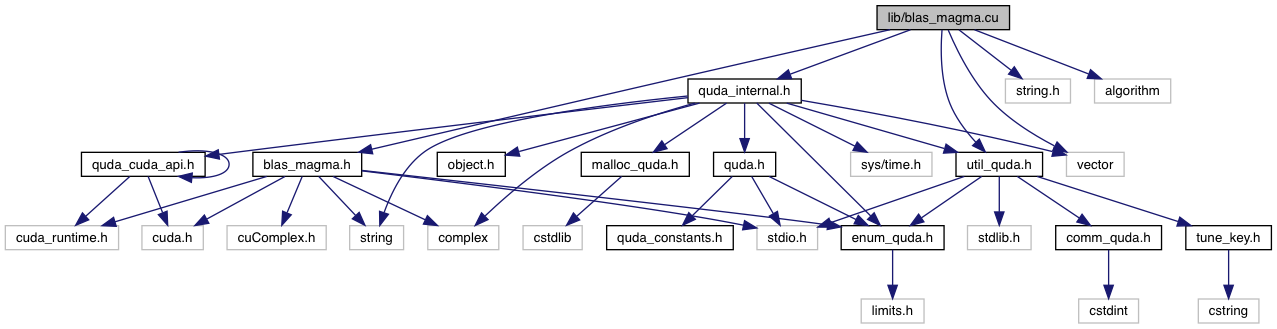 lib/blas_magma.cu
quda_internal.h
string.h
algorithm
quda_cuda_api.h
blas_magma.h
object.h
malloc_quda.h
quda.h
sys/time.h
util_quda.h
vector
cuda_runtime.h
cuda.h
cuComplex.h
string
complex
cstdlib
quda_constants.h
stdio.h
enum_quda.h
stdlib.h
comm_quda.h
tune_key.h
limits.h
cstdint
cstring